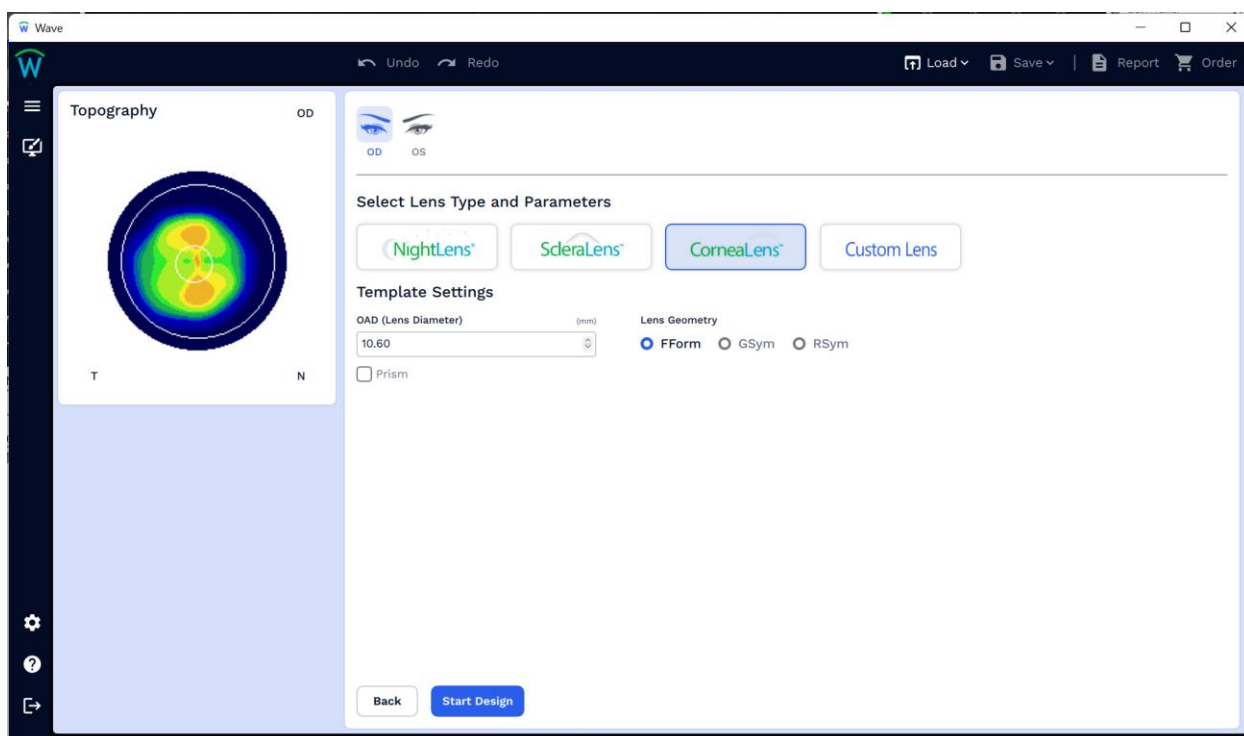 Wave
W
Undo Redo Load Save | Report Order
Topography OD
OD OS
T N
Select Lens Type and Parameters
NightLens® ScleraLens® CorneaLens® Custom Lens
Template Settings
OAD (Lens Diameter) (mm) Lens Geometry
10.60 FForm GSym RSym
Prism
Back Start Design